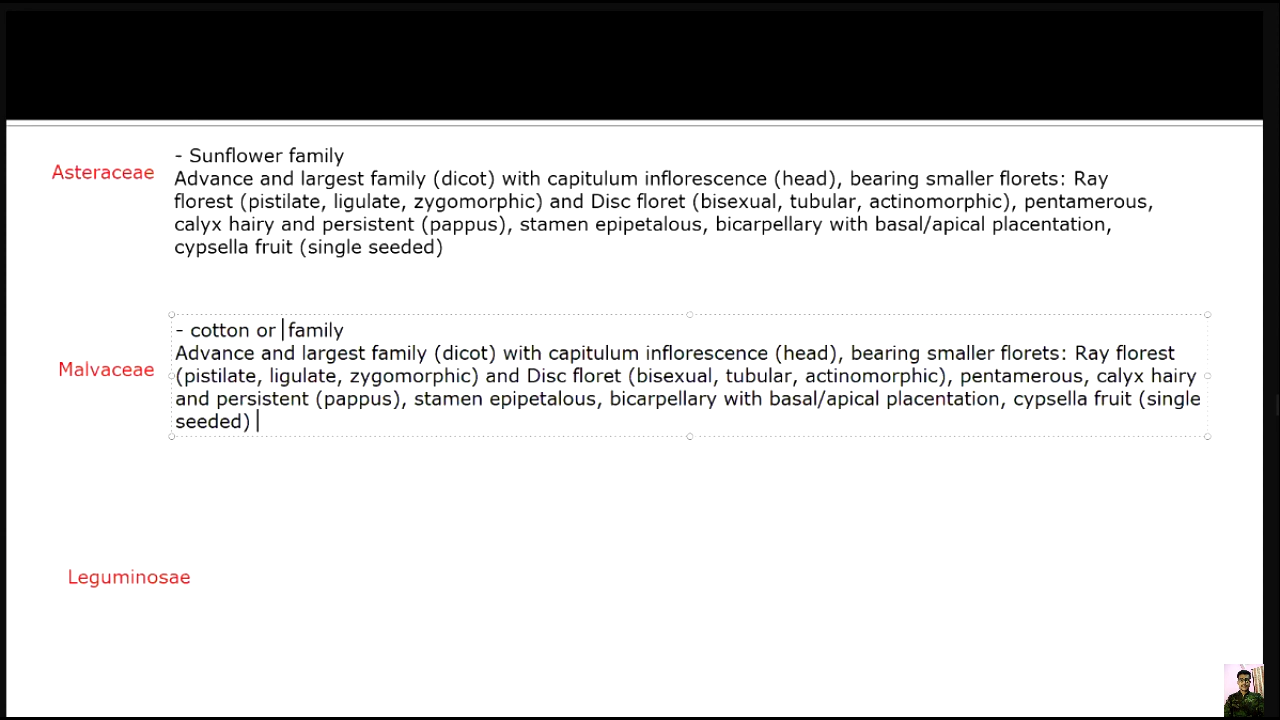 - Sunflower family
Asteraceae
Advance and largest family (dicot) with capitulum inflorescence (head), bearing smaller florets: Ray
florest (pistilate, ligulate, zygomorphic) and Disc floret (bisexual, tubular, actinomorphic), pentamerous,
calyx hairy and persistent (pappus), stamen epipetalous, bicarpellary with basal/apical placentation,
cypsella fruit (single seeded)
- cotton or family
Malvaceae
Advance and largest family (dicot) with capitulum inflorescence (head), bearing smaller florets: Ray florest
(pistilate, ligulate, zygomorphic) and Disc floret (bisexual, tubular, actinomorphic), pentamerous, calyx hairy
and persistent (pappus), stamen epipetalous, bicarpellary with basal/apical placentation, cypsella fruit (single
seeded)
Leguminosae